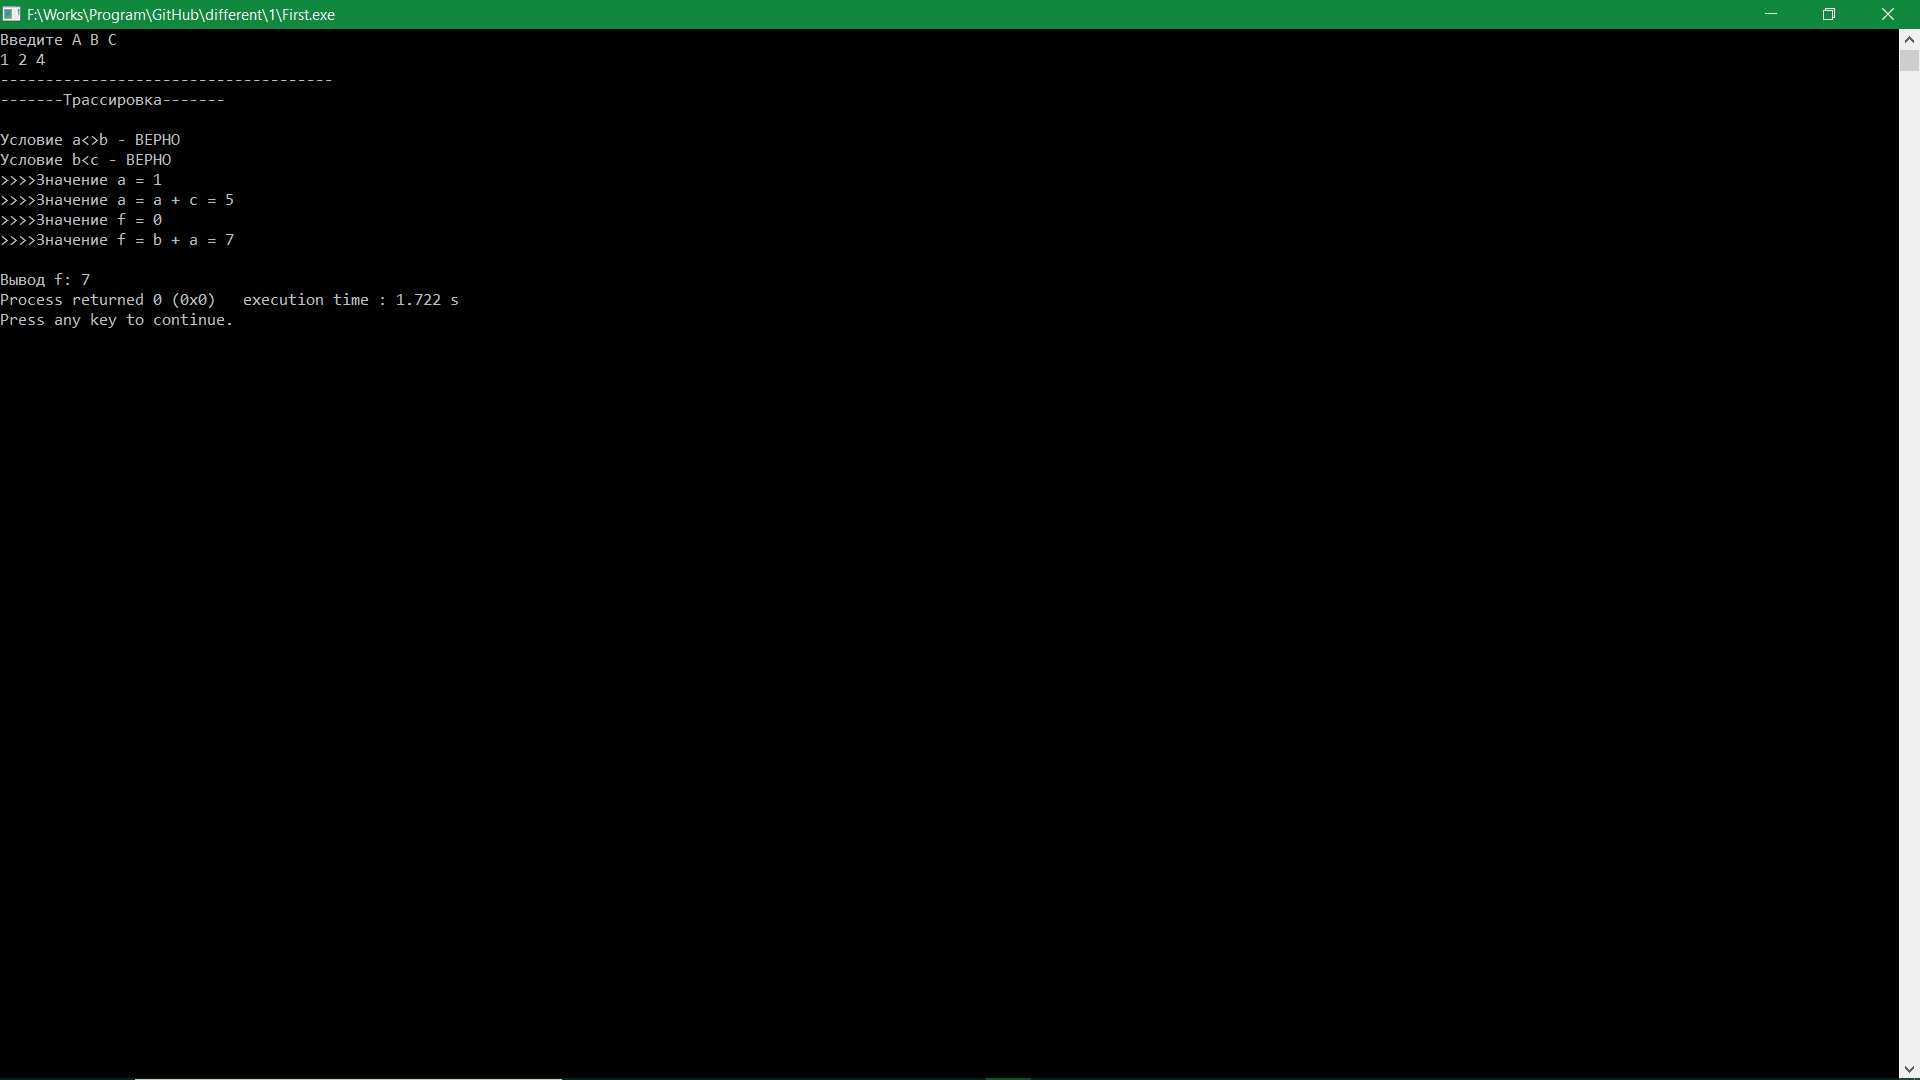 F:\Works\Program\GitHub\different\1\First.exe
Введите A B C
1 2 4
-------------------------------------
-------Трассировка-------
Условие a<>b - ВЕРНО
Условие b<c - ВЕРНО
>>>>Значение a = 1
>>>>Значение a = a + c = 5
>>>>Значение f = 0
>>>>Значение f = b + a = 7
Вывод f: 7
Process returned 0 (0x0)   execution time : 1.722 s
Press any key to continue.